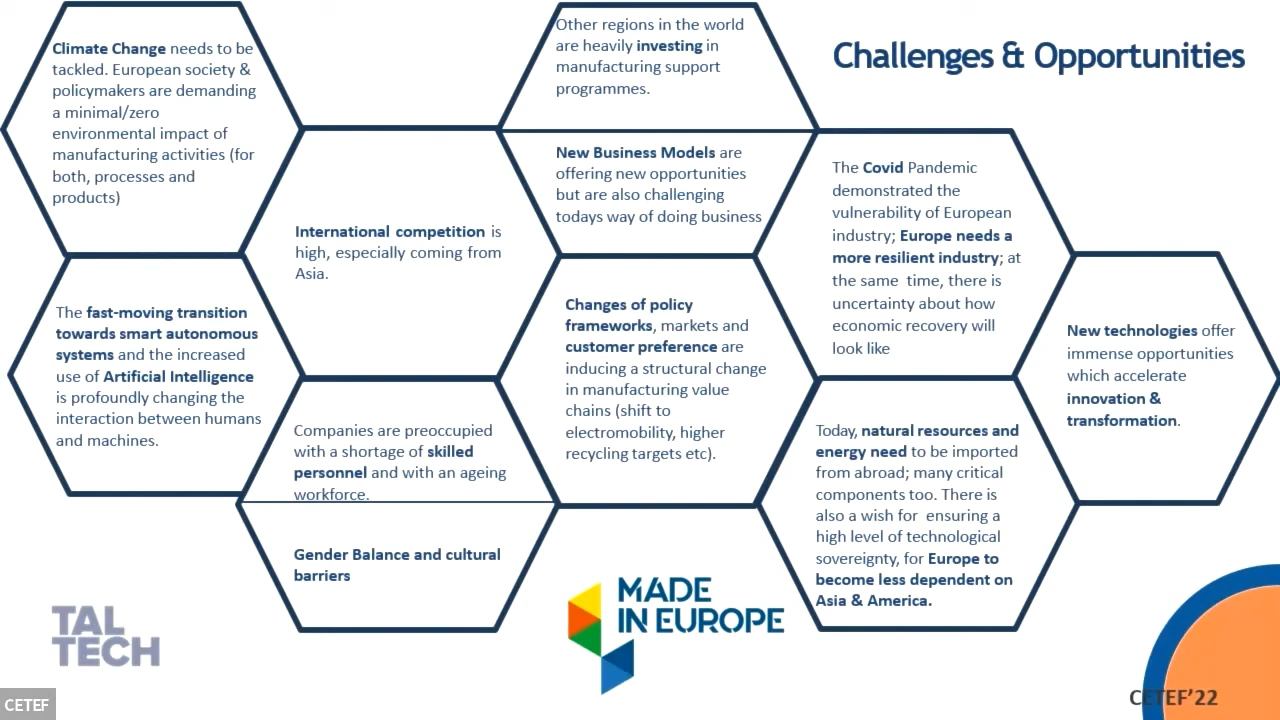 Challenges & Opportunities
Climate Change needs to be
tackled. European society &
policymakers are demanding
a minimal/zero
environmental impact of
manufacturing activities (for
both, processes and
products)
Other regions in the world
are heavily investing in
manufacturing support
programmes.
New Business Models are
offering new opportunities
but are also challenging
todays way of doing business
International competition is
high, especially coming from
Asia.
The Covid Pandemic
demonstrated the
vulnerability of European
industry; Europe needs a
more resilient industry; at
the same time, there is
uncertainty about how
economic recovery will
look like
The fast-moving transition
towards smart autonomous
systems and the increased
use of Artificial Intelligence
is profoundly changing the
interaction between humans
and machines.
Changes of policy
frameworks, markets and
customer preference are
inducing a structural change
in manufacturing value
chains (shift to
electromobility, higher
recycling targets etc).
New technologies offer
immense opportunities
which accelerate
innovation &
transformation.
Companies are preoccupied
with a shortage of skilled
personnel and with an ageing
workforce.
Gender Balance and cultural
barriers
Today, natural resources and
energy need to be imported
from abroad; many critical
components too. There is
also a wish for ensuring a
high level of technological
sovereignty, for Europe to
become less dependent on
Asia & America.
TAL
TECH
MADE
IN EUROPE
CETEF
CETEF'22